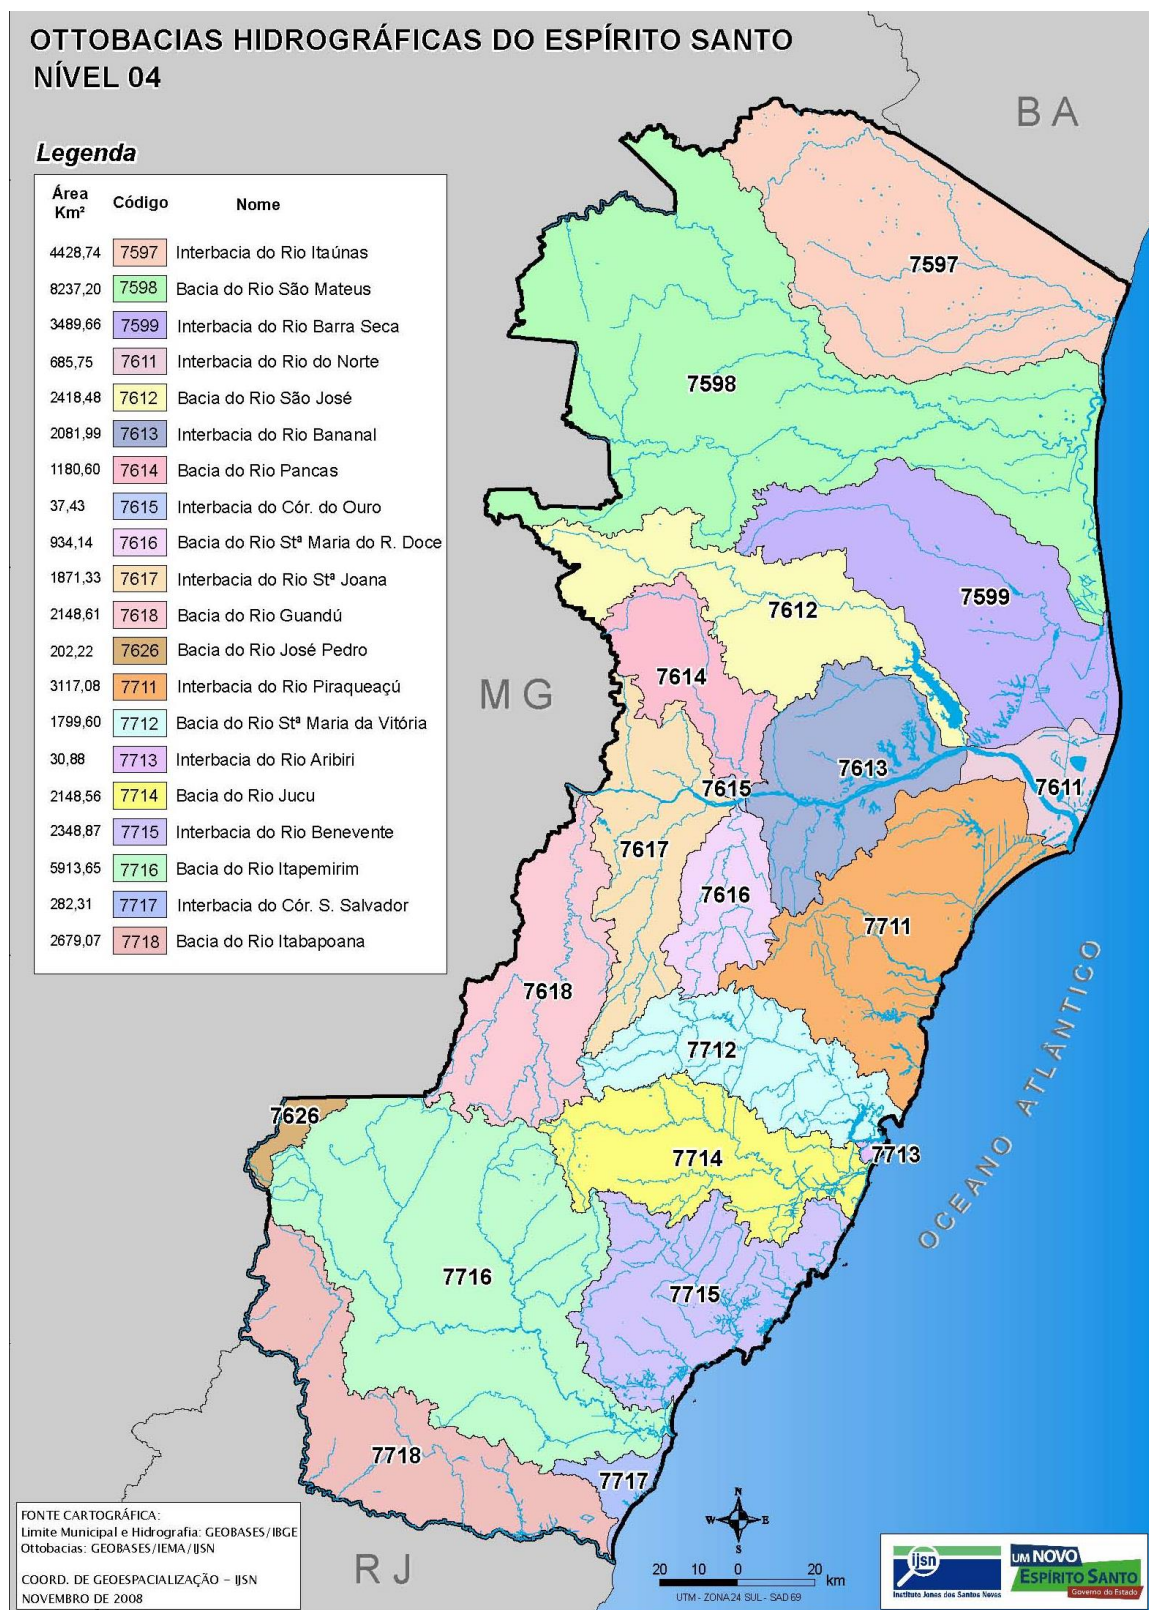 OTTOBACIAS HIDROGRÁFICAS DO ESPÍRITO SANTO
NÍVEL 04
Legenda
Área Km² Código Nome
4428,74 7597 Interbacia do Rio Itaúnas
8237,20 7598 Bacia do Rio São Mateus
3489,66 7599 Interbacia do Rio Barra Seca
685,75 7611 Interbacia do Rio do Norte
2418,48 7612 Bacia do Rio São José
2081,99 7613 Interbacia do Rio Bananal
1180,60 7614 Bacia do Rio Pancas
37,43 7615 Interbacia do Cór. do Ouro
934,14 7616 Bacia do Rio Stª Maria do R. Doce
1871,33 7617 Interbacia do Rio Stª Joana
2148,61 7618 Bacia do Rio Guandú
202,22 7626 Bacia do Rio José Pedro
3117,08 7711 Interbacia do Rio Piraqueaçú
1799,60 7712 Bacia do Rio Stª Maria da Vitória
30,88 7713 Interbacia do Rio Aribiri
2148,56 7714 Bacia do Rio Jucu
2348,87 7715 Interbacia do Rio Benevente
5913,65 7716 Bacia do Rio Itapemirim
282,31 7717 Interbacia do Cór. S. Salvador
2679,07 7718 Bacia do Rio Itabapoana
BA
7597
7598
7599
7612
MG
7614
7613
7615
7611
7617
7616
7711
7618
7712
OCEANO ATLÂNTICO
7626
7713
7714
7716
7715
7718
7717
RJ
FONTE CARTOGRÁFICA:
Limite Municipal e Hidrografia: GEOBASES/IBGE
Ottobacias: GEOBASES/IEMA/IJSN
COORD. DE GEOESPACIALIZAÇÃO - IJSN
NOVEMBRO DE 2008
N
W E
S
20 10 0 20 km
UTM - ZONA 24 SUL - SAD 69
ijsn
Instituto Jones dos Santos Neves
UM NOVO
ESPÍRITO SANTO
Governo do Estado